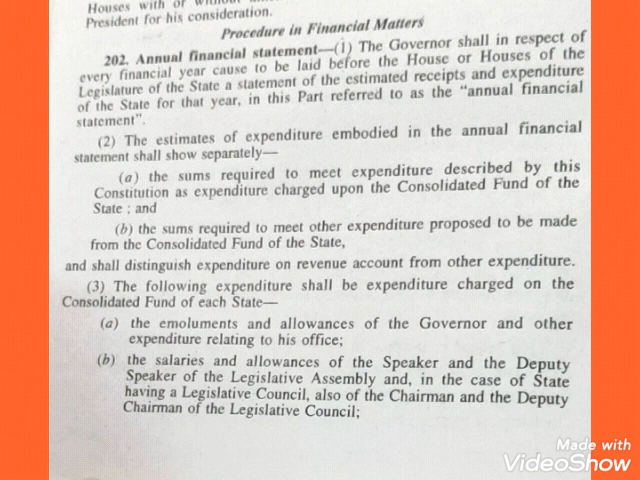 Houses with or without
President for his consideration.
Procedure in Financial Matters
202. Annual financial statement—(1) The Governor shall in respect of
every financial year cause to be laid before the House or Houses of the
Legislature of the State a statement of the estimated receipts and expenditure
of the State for that year, in this Part referred to as the “annual financial
statement”.
(2) The estimates of expenditure embodied in the annual financial
statement shall show separately—
(a) the sums required to meet expenditure described by this
Constitution as expenditure charged upon the Consolidated Fund of the
State ; and
(b) the sums required to meet other expenditure proposed to be made
from the Consolidated Fund of the State,
and shall distinguish expenditure on revenue account from other expenditure.
(3) The following expenditure shall be expenditure charged on the
Consolidated Fund of each State—
(a) the emoluments and allowances of the Governor and other
expenditure relating to his office;
(b) the salaries and allowances of the Speaker and the Deputy
Speaker of the Legislative Assembly and, in the case of State
having a Legislative Council, also of the Chairman and the Deputy
Chairman of the Legislative Council;
Made with
VideoShow